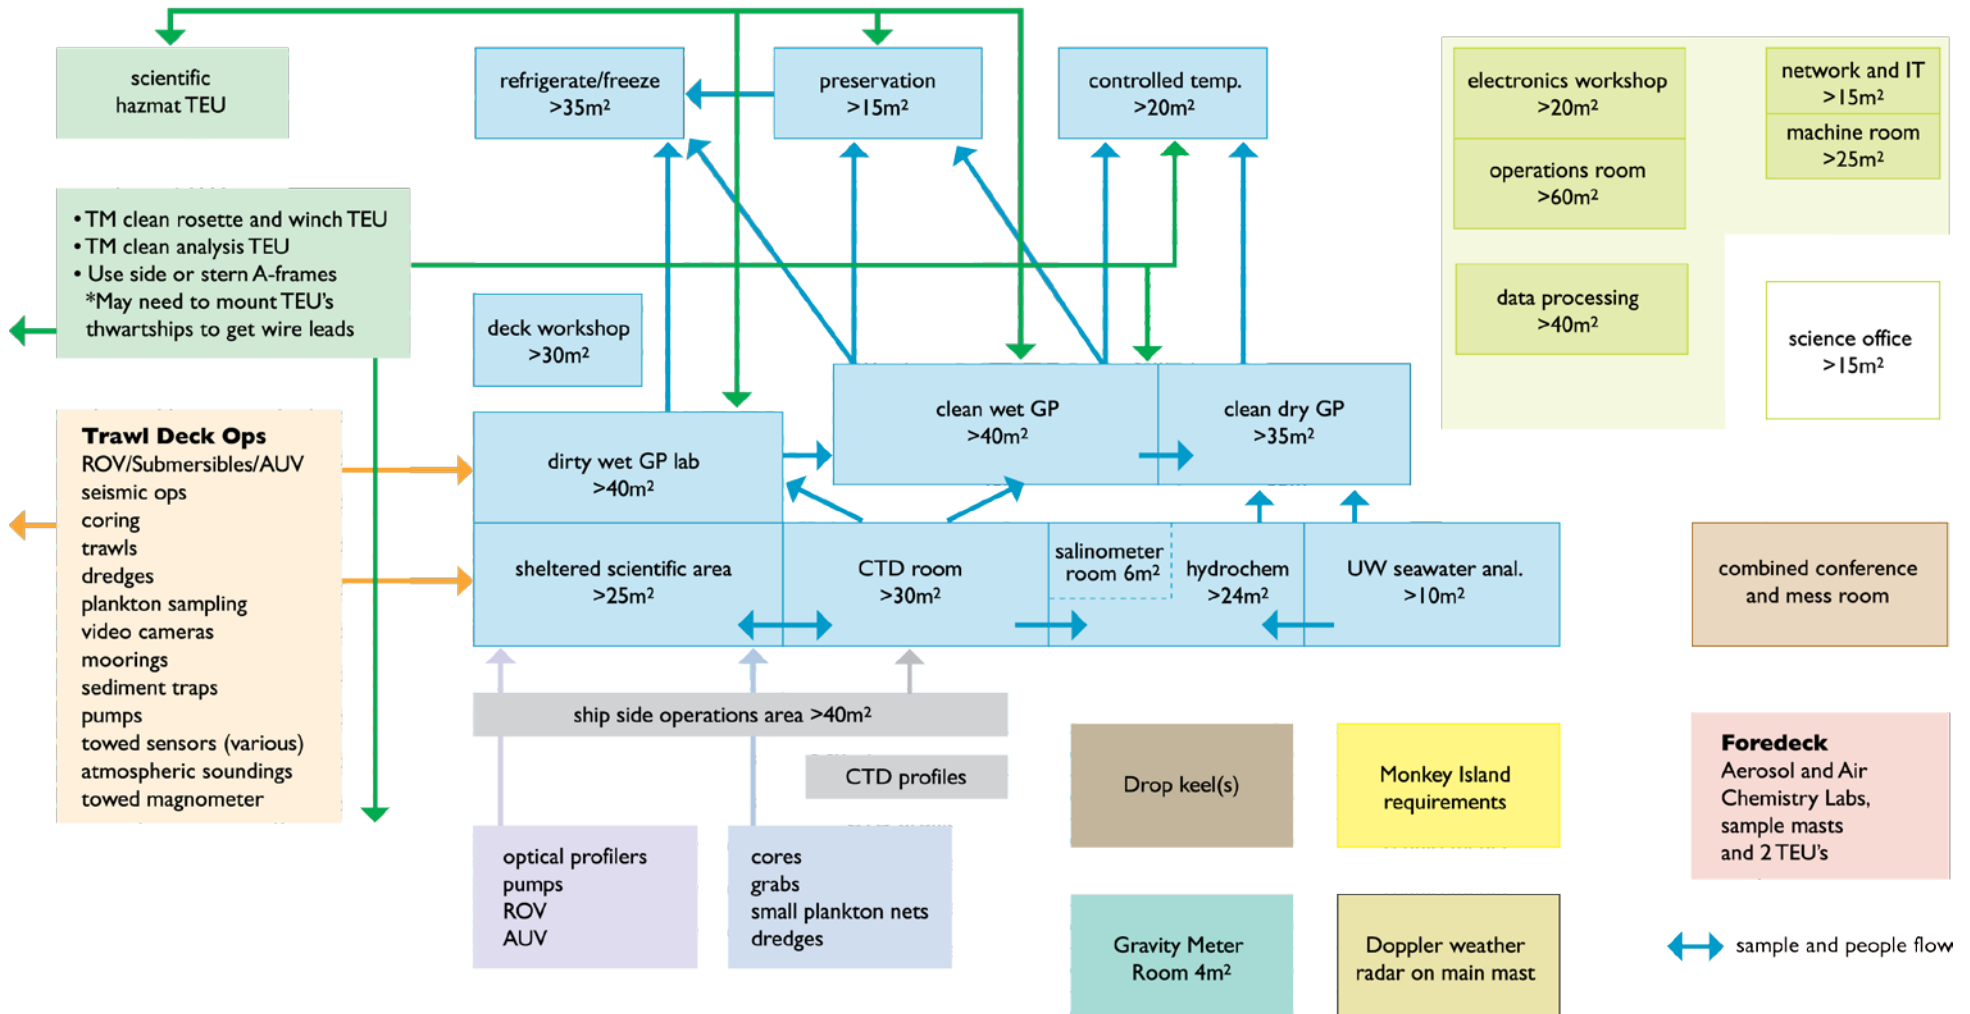 scientific
hazmat TEU
refrigerate/freeze
>35m²
preservation
>15m²
controlled temp.
>20m²
electronics workshop
>20m²
operations room
>60m²
network and IT
>15m²
machine room
>25m²
• TM clean rosette and winch TEU
• TM clean analysis TEU
• Use side or stern A-frames
*May need to mount TEU's
thwartships to get wire leads
deck workshop
>30m²
data processing
>40m²
science office
>15m²
Trawl Deck Ops
ROV/Submersibles/AUV
seismic ops
coring
trawls
dredges
plankton sampling
video cameras
moorings
sediment traps
pumps
towed sensors (various)
atmospheric soundings
towed magnometer
dirty wet GP lab
>40m²
clean wet GP
>40m²
clean dry GP
>35m²
sheltered scientific area
>25m²
CTD room
>30m²
salinometer
room 6m²
hydrochem
>24m²
UW seawater anal.
>10m²
combined conference
and mess room
ship side operations area >40m²
CTD profiles
optical profilers
pumps
ROV
AUV
cores
grabs
small plankton nets
dredges
Drop keel(s)
Monkey Island
requirements
Gravity Meter
Room 4m²
Doppler weather
radar on main mast
Foredeck
Aerosol and Air
Chemistry Labs,
sample masts
and 2 TEU's
sample and people flow